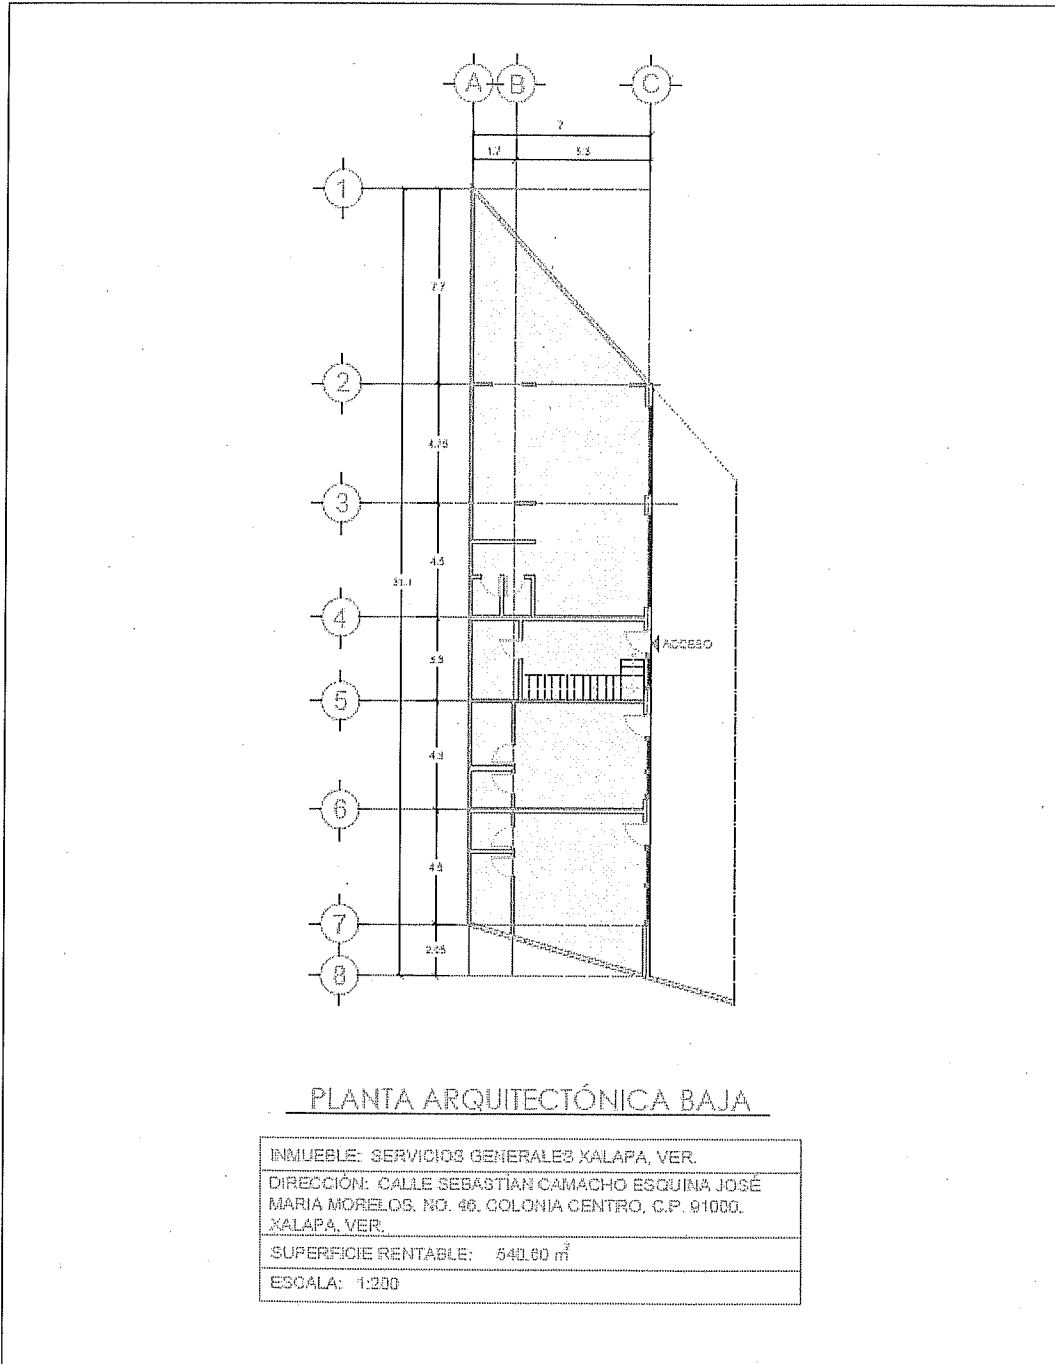 A B C
7
1.7 5.3
1
7.7
2
4.75
3
4.5
31.1
4
ACCESO
3.3
5
4.3
6
4.5
7
2.05
8
PLANTA ARQUITECTÓNICA BAJA
INMUEBLE: SERVICIOS GENERALES XALAPA, VER.
DIRECCIÓN: CALLE SEBASTIAN CAMACHO ESQUINA JOSÉ
MARIA MORELOS, NO. 46, COLONIA CENTRO, C.P. 91000,
XALAPA, VER.
SUPERFICIE RENTABLE: 540.60 m²
ESCALA: 1:200